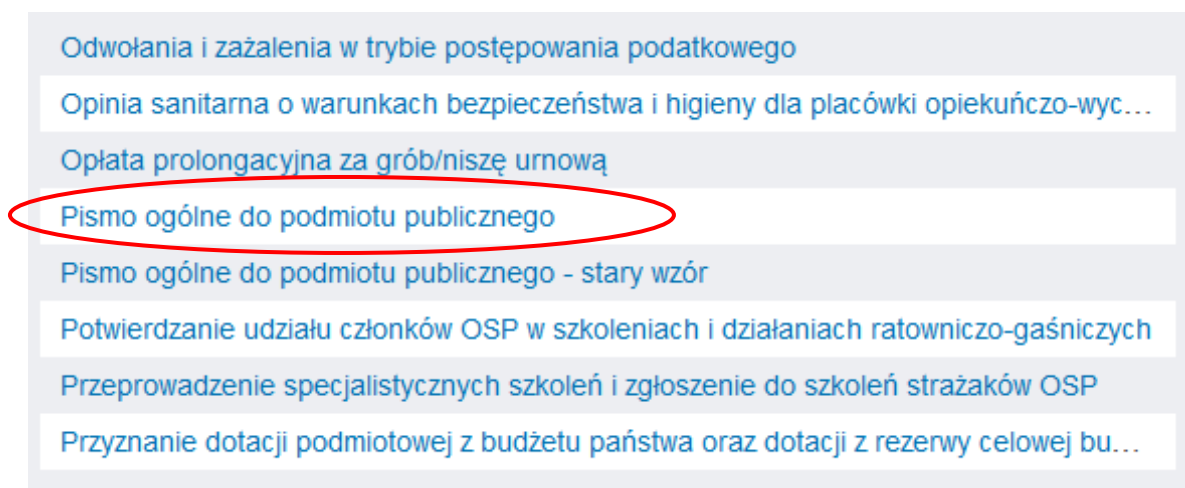 Odwołania i zażalenia w trybie postępowania podatkowego
Opinia sanitarna o warunkach bezpieczeństwa i higieny dla placówki opiekuńczo-wyc...
Opłata prolongacyjna za grób/niszę urnową
Pismo ogólne do podmiotu publicznego
Pismo ogólne do podmiotu publicznego - stary wzór
Potwierdzanie udziału członków OSP w szkoleniach i działaniach ratowniczo-gaśniczych
Przeprowadzenie specjalistycznych szkoleń i zgłoszenie do szkoleń strażaków OSP
Przyznanie dotacji podmiotowej z budżetu państwa oraz dotacji z rezerwy celowej bu...